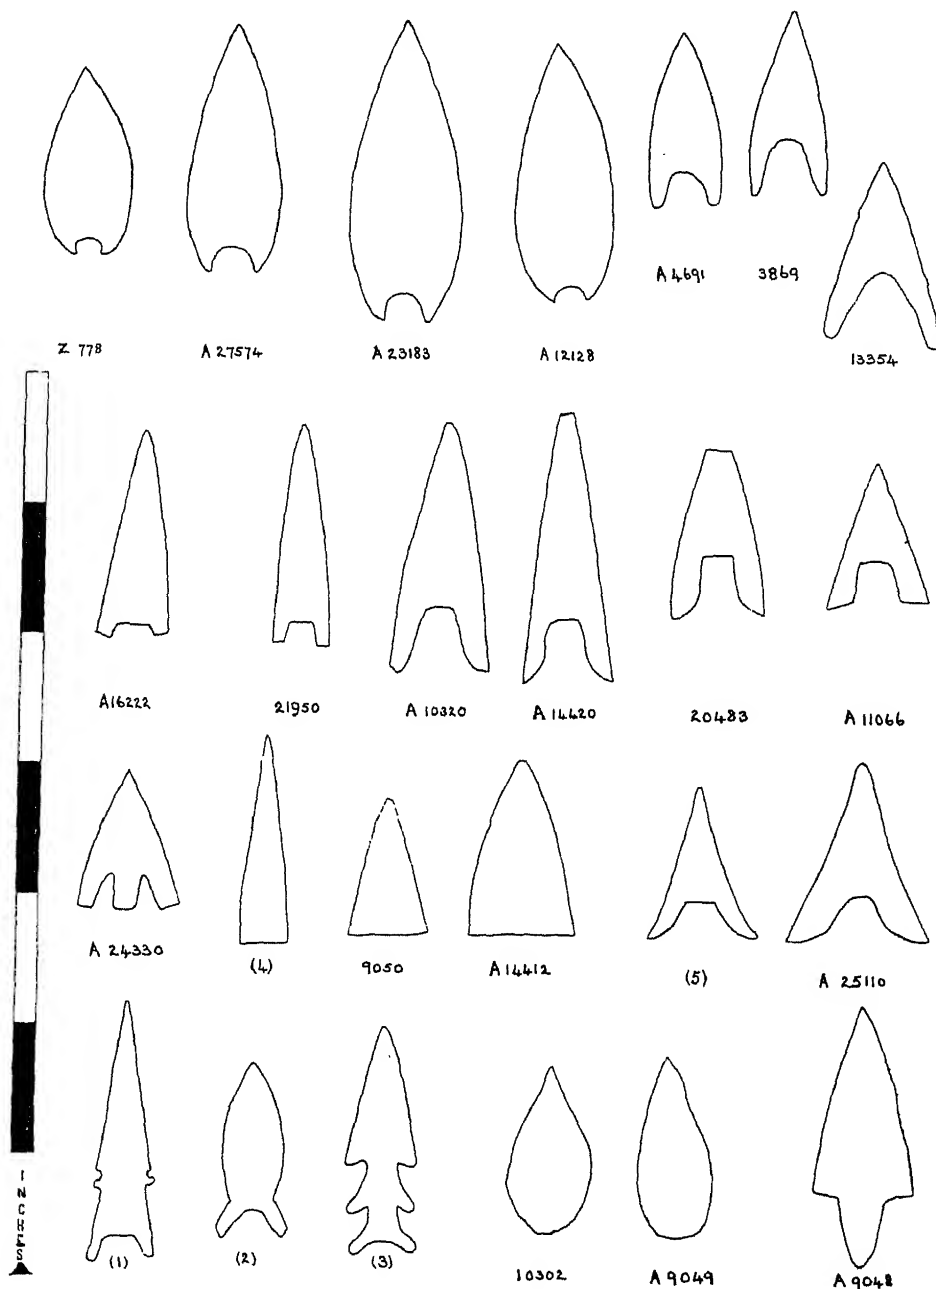 A 4691 3869
Z 778 A 27574 A 23183 A 12128 13354
A16222 21950 A 10320 A 14420 20483 A 11066
A 24330 (4) 9050 A14412 (5) A 25110
(1) (2) (3) 10302 A 9049 A 9048
INCHES